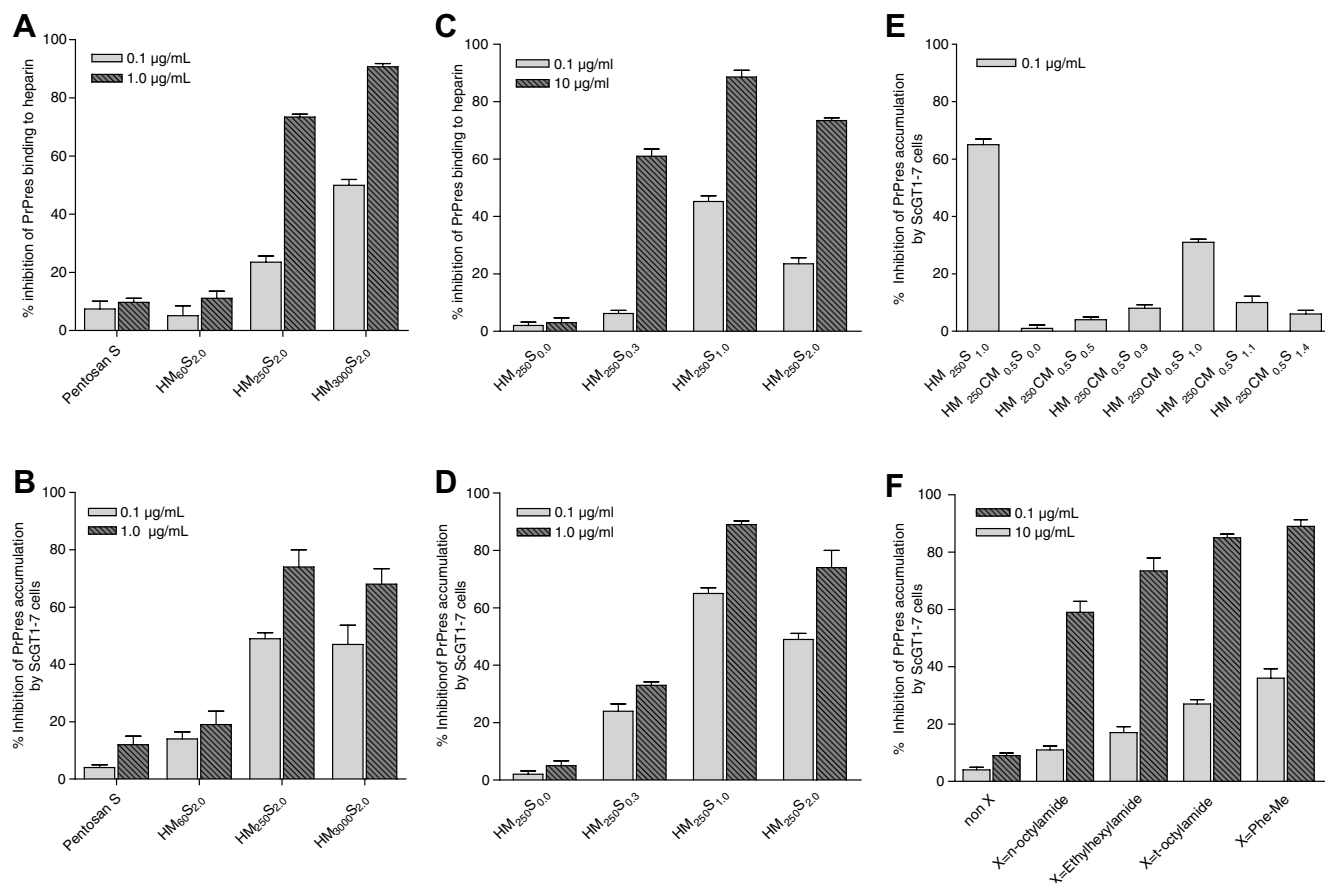 A
% inhibition of PrPres binding to heparin
100
80
60
40
20
0
0.1 µg/mL
1.0 µg/mL
Pentosan S
HM60S2.0
HM250S2.0
HM3000S2.0
C
% inhibition of PrPres binding to heparin
100
80
60
40
20
0
0.1 µg/ml
10 µg/ml
HM250S0.0
HM250S0.3
HM250S1.0
HM250S2.0
E
% Inhibition of PrPres accumulation
by ScGT1-7 cells
100
80
60
40
20
0
0.1 µg/mL
HM 250S 1.0
HM 250CM 0.5S 0.0
HM 250CM 0.5S 0.5
HM 250CM 0.5S 0.9
HM 250CM 0.5S 1.0
HM 250CM 0.5S 1.1
HM 250CM 0.5S 1.4
B
% Inhibition of PrPres accumulation
by ScGT1-7 cells
100
80
60
40
20
0
0.1 µg/mL
1.0 µg/mL
Pentosan S
HM60S2.0
HM250S2.0
HM3000S2.0
D
% Inhibitionof PrPres accumulation
by ScGT1-7 cells
100
80
60
40
20
0
0.1 µg/ml
1.0 µg/ml
HM250S0.0
HM250S0.3
HM250S1.0
HM250S2.0
F
% Inhibition of PrPres accumulation
by ScGT1-7 cells
100
80
60
40
20
0
0.1 µg/mL
10 µg/mL
non X
X=n-octylamide
X=Ethylhexylamide
X=t-octylamide
X=Phe-Me